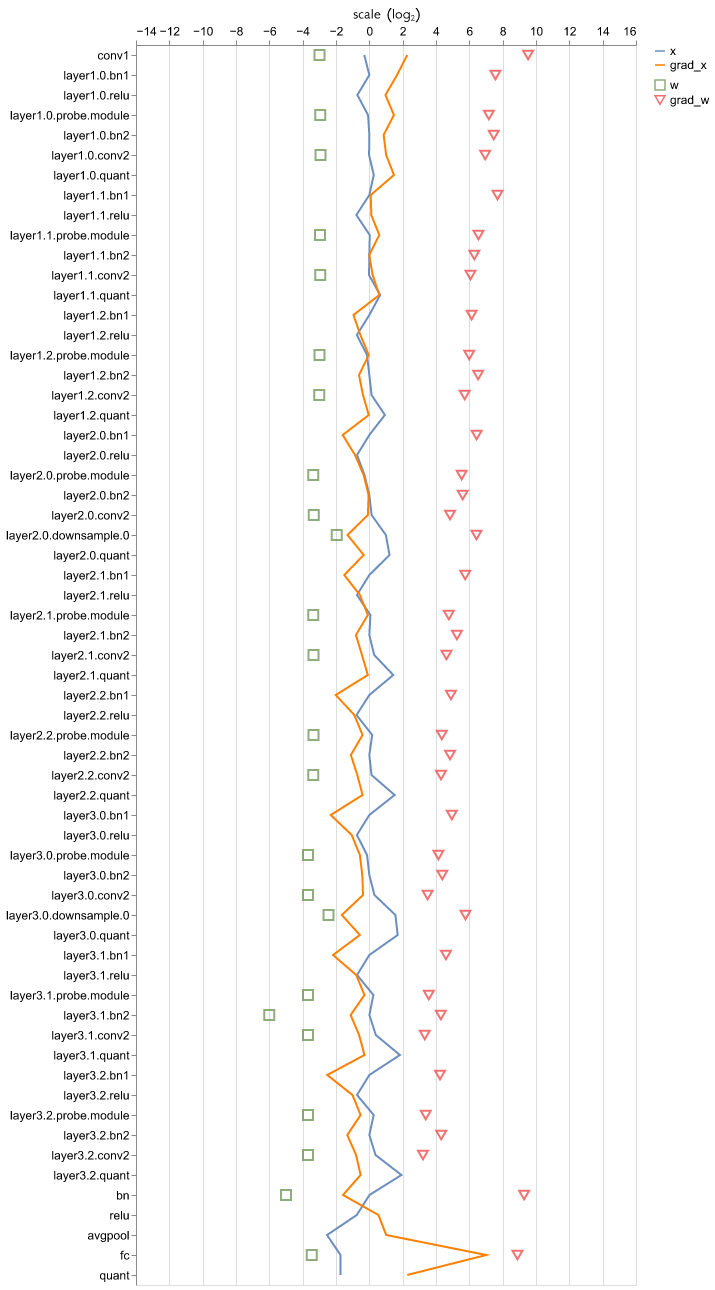 scale (log₂)
−14 −12 −10 −8 −6 −4 −2 0 2 4 6 8 10 12 14 16
x
grad_x
w
grad_w
conv1
layer1.0.bn1
layer1.0.relu
layer1.0.probe.module
layer1.0.bn2
layer1.0.conv2
layer1.0.quant
layer1.1.bn1
layer1.1.relu
layer1.1.probe.module
layer1.1.bn2
layer1.1.conv2
layer1.1.quant
layer1.2.bn1
layer1.2.relu
layer1.2.probe.module
layer1.2.bn2
layer1.2.conv2
layer1.2.quant
layer2.0.bn1
layer2.0.relu
layer2.0.probe.module
layer2.0.bn2
layer2.0.conv2
layer2.0.downsample.0
layer2.0.quant
layer2.1.bn1
layer2.1.relu
layer2.1.probe.module
layer2.1.bn2
layer2.1.conv2
layer2.1.quant
layer2.2.bn1
layer2.2.relu
layer2.2.probe.module
layer2.2.bn2
layer2.2.conv2
layer2.2.quant
layer3.0.bn1
layer3.0.relu
layer3.0.probe.module
layer3.0.bn2
layer3.0.conv2
layer3.0.downsample.0
layer3.0.quant
layer3.1.bn1
layer3.1.relu
layer3.1.probe.module
layer3.1.bn2
layer3.1.conv2
layer3.1.quant
layer3.2.bn1
layer3.2.relu
layer3.2.probe.module
layer3.2.bn2
layer3.2.conv2
layer3.2.quant
bn
relu
avgpool
fc
quant